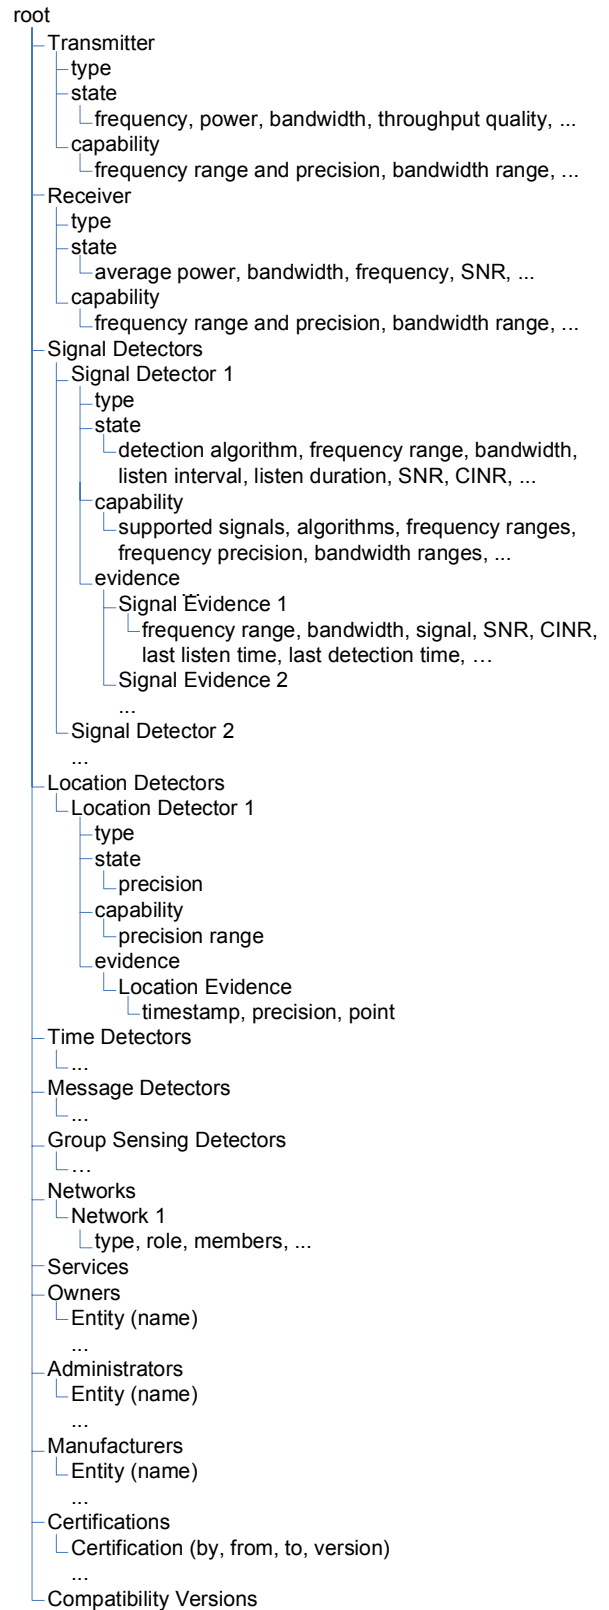 root
Transmitter
type
state
frequency, power, bandwidth, throughput quality, ...
capability
frequency range and precision, bandwidth range, ...
Receiver
type
state
average power, bandwidth, frequency, SNR, ...
capability
frequency range and precision, bandwidth range, ...
Signal Detectors
Signal Detector 1
type
state
detection algorithm, frequency range, bandwidth,
listen interval, listen duration, SNR, CINR, ...
capability
supported signals, algorithms, frequency ranges,
frequency precision, bandwidth ranges, ...
evidence
...
Signal Evidence 1
frequency range, bandwidth, signal, SNR, CINR,
last listen time, last detection time, …
Signal Evidence 2
...
Signal Detector 2
...
Location Detectors
Location Detector 1
type
state
precision
capability
precision range
evidence
Location Evidence
timestamp, precision, point
Time Detectors
...
Message Detectors
...
Group Sensing Detectors
…
Networks
Network 1
type, role, members, ...
Services
Owners
Entity (name)
...
Administrators
Entity (name)
...
Manufacturers
Entity (name)
...
Certifications
Certification (by, from, to, version)
...
Compatibility Versions